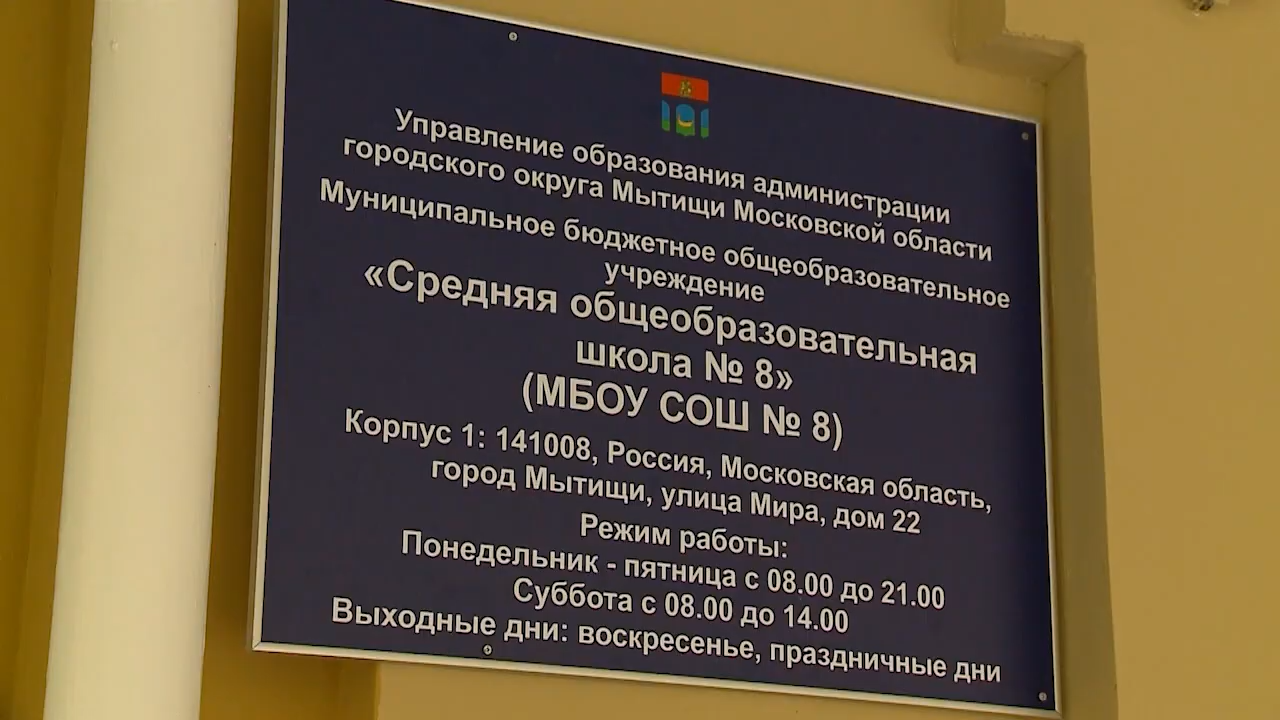 Управление образования администрации
городского округа Мытищи Московской области
Муниципальное бюджетное общеобразовательное
учреждение
«Средняя общеобразовательная
школа № 8»
(МБОУ СОШ № 8)
Корпус 1: 141008, Россия, Московская область,
город Мытищи, улица Мира, дом 22
Режим работы:
Понедельник - пятница с 08.00 до 21.00
Суббота с 08.00 до 14.00
Выходные дни: воскресенье, праздничные дни